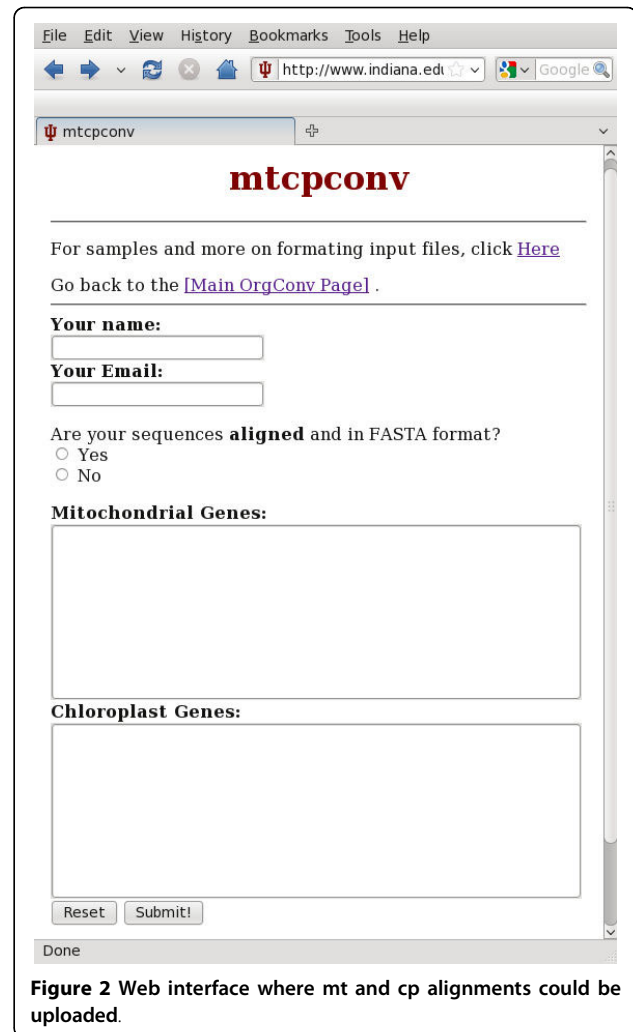 File Edit View History Bookmarks Tools Help
http://www.indiana.edu Google
mtcpconv
mtcpconv
For samples and more on formating input files, click Here
Go back to the [Main OrgConv Page] .
Your name:
Your Email:
Are your sequences aligned and in FASTA format?
Yes
No
Mitochondrial Genes:
Chloroplast Genes:
Reset Submit!
Done
Figure 2 Web interface where mt and cp alignments could be
uploaded.